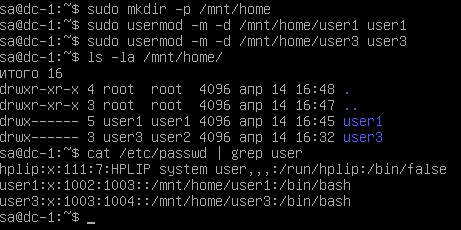 sa@dc-1:~$ sudo mkdir -p /mnt/home
sa@dc-1:~$ sudo usermod -m -d /mnt/home/user1 user1
sa@dc-1:~$ sudo usermod -m -d /mnt/home/user3 user3
sa@dc-1:~$ ls -la /mnt/home/
итого 16
drwxr-xr-x 4 root  root  4096 апр 14 16:48 .
drwxr-xr-x 3 root  root  4096 апр 14 16:47 ..
drwx------ 5 user1 user1 4096 апр 14 16:45 user1
drwx------ 3 user3 user2 4096 апр 14 16:32 user3
sa@dc-1:~$ cat /etc/passwd | grep user
hplip:x:111:7:HPLIP system user,,,:/run/hplip:/bin/false
user1:x:1002:1003::/mnt/home/user1:/bin/bash
user3:x:1003:1004::/mnt/home/user3:/bin/bash
sa@dc-1:~$ _